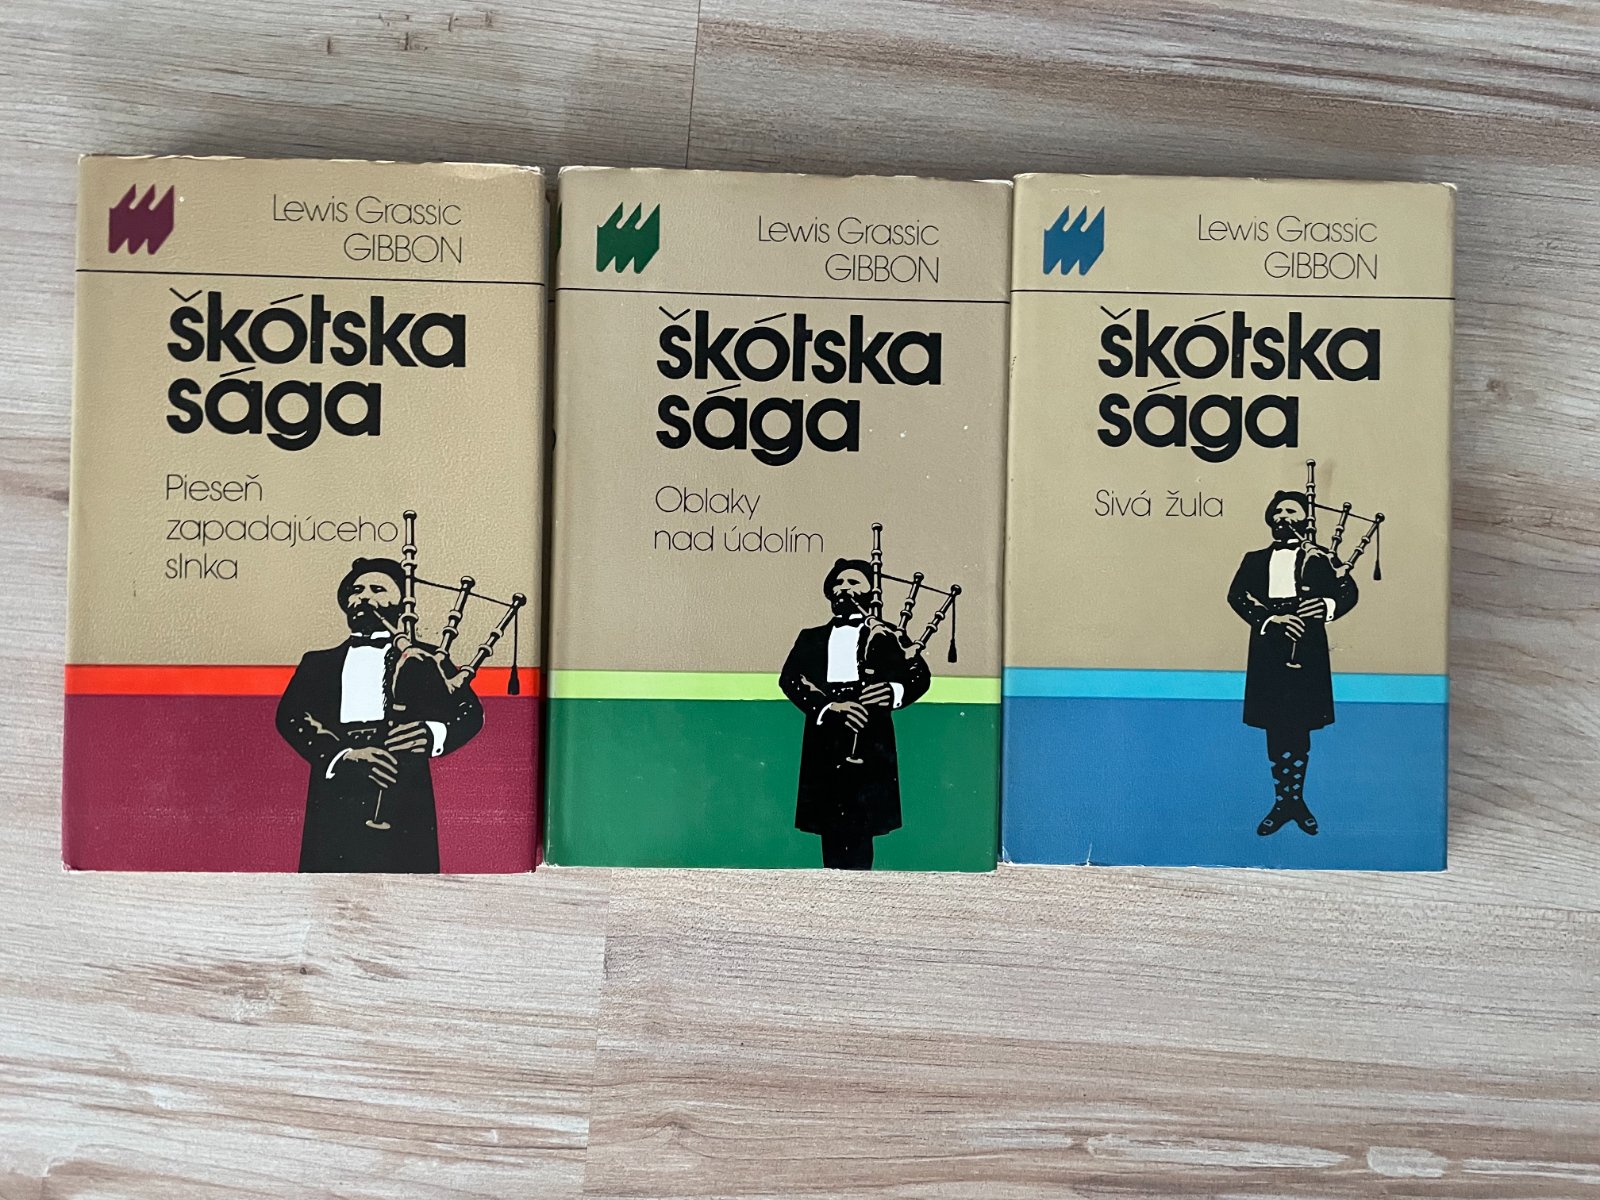 Lewis Grassic
GIBBON
škótska
sága
Pieseň
zapadajúceho
slnka
Lewis Grassic
GIBBON
škótska
sága
Oblaky
nad údolím
Lewis Grassic
GIBBON
škótska
sága
Sivá žula